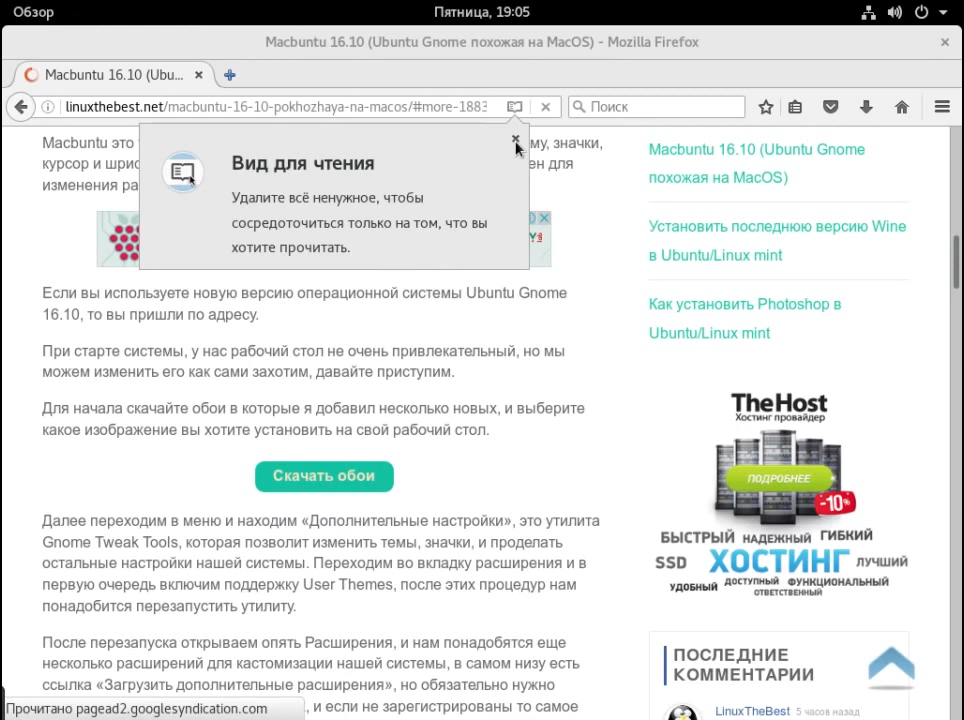 Обзор
Пятница, 19:05
Macbuntu 16.10 (Ubuntu Gnome похожая на MacOS) - Mozilla Firefox
Macbuntu 16.10 (Ubu...
linuxthebest.net/macbuntu-16-10-pokhozhaya-na-macos/#more-1883
Поиск
Macbuntu это
му, значки,
курсор и шрис
ен для
изменения ра
Вид для чтения
Удалите всё ненужное, чтобы
сосредоточиться только на том, что вы
хотите прочитать.
Если вы используете новую версию операционной системы Ubuntu Gnome
16.10, то вы пришли по адресу.
При старте системы, у нас рабочий стол не очень привлекательный, но мы
можем изменить его как сами захотим, давайте приступим.
Для начала скачайте обои в которые я добавил несколько новых, и выберите
какое изображение вы хотите установить на свой рабочий стол.
Скачать обои
Далее переходим в меню и находим «Дополнительные настройки», это утилита
Gnome Tweak Tools, которая позволит изменить темы, значки, и проделать
остальные настройки нашей системы. Переходим во вкладку расширения и в
первую очередь включим поддержку User Themes, после этих процедур нам
понадобится перезапустить утилиту.
После перезапуска открываем опять Расширения, и нам понадобятся еще
несколько расширений для кастомизации нашей системы, в самом низу есть
ссылка «Загрузить дополнительные расширения», но обязательно нужно
, и если не зарегистрированы то самое
Прочитано pagead2.googlesyndication.com
Macbuntu 16.10 (Ubuntu Gnome
похожая на MacOS)
Установить последнюю версию Wine
в Ubuntu/Linux mint
Как установить Photoshop в
Ubuntu/Linux mint
TheHost
Хостинг провайдер
ПОДРОБНЕЕ
-10%
БЫСТРЫЙ НАДЕЖНЫЙ ГИБКИЙ
SSD ХОСТИНГ ЛУЧШИЙ
УДОБНЫЙ ДОСТУПНЫЙ ФУНКЦИОНАЛЬНЫЙ
ОТВЕТСТВЕННЫЙ
ПОСЛЕДНИЕ
КОММЕНТАРИИ
LinuxTheBest 5 часов назад